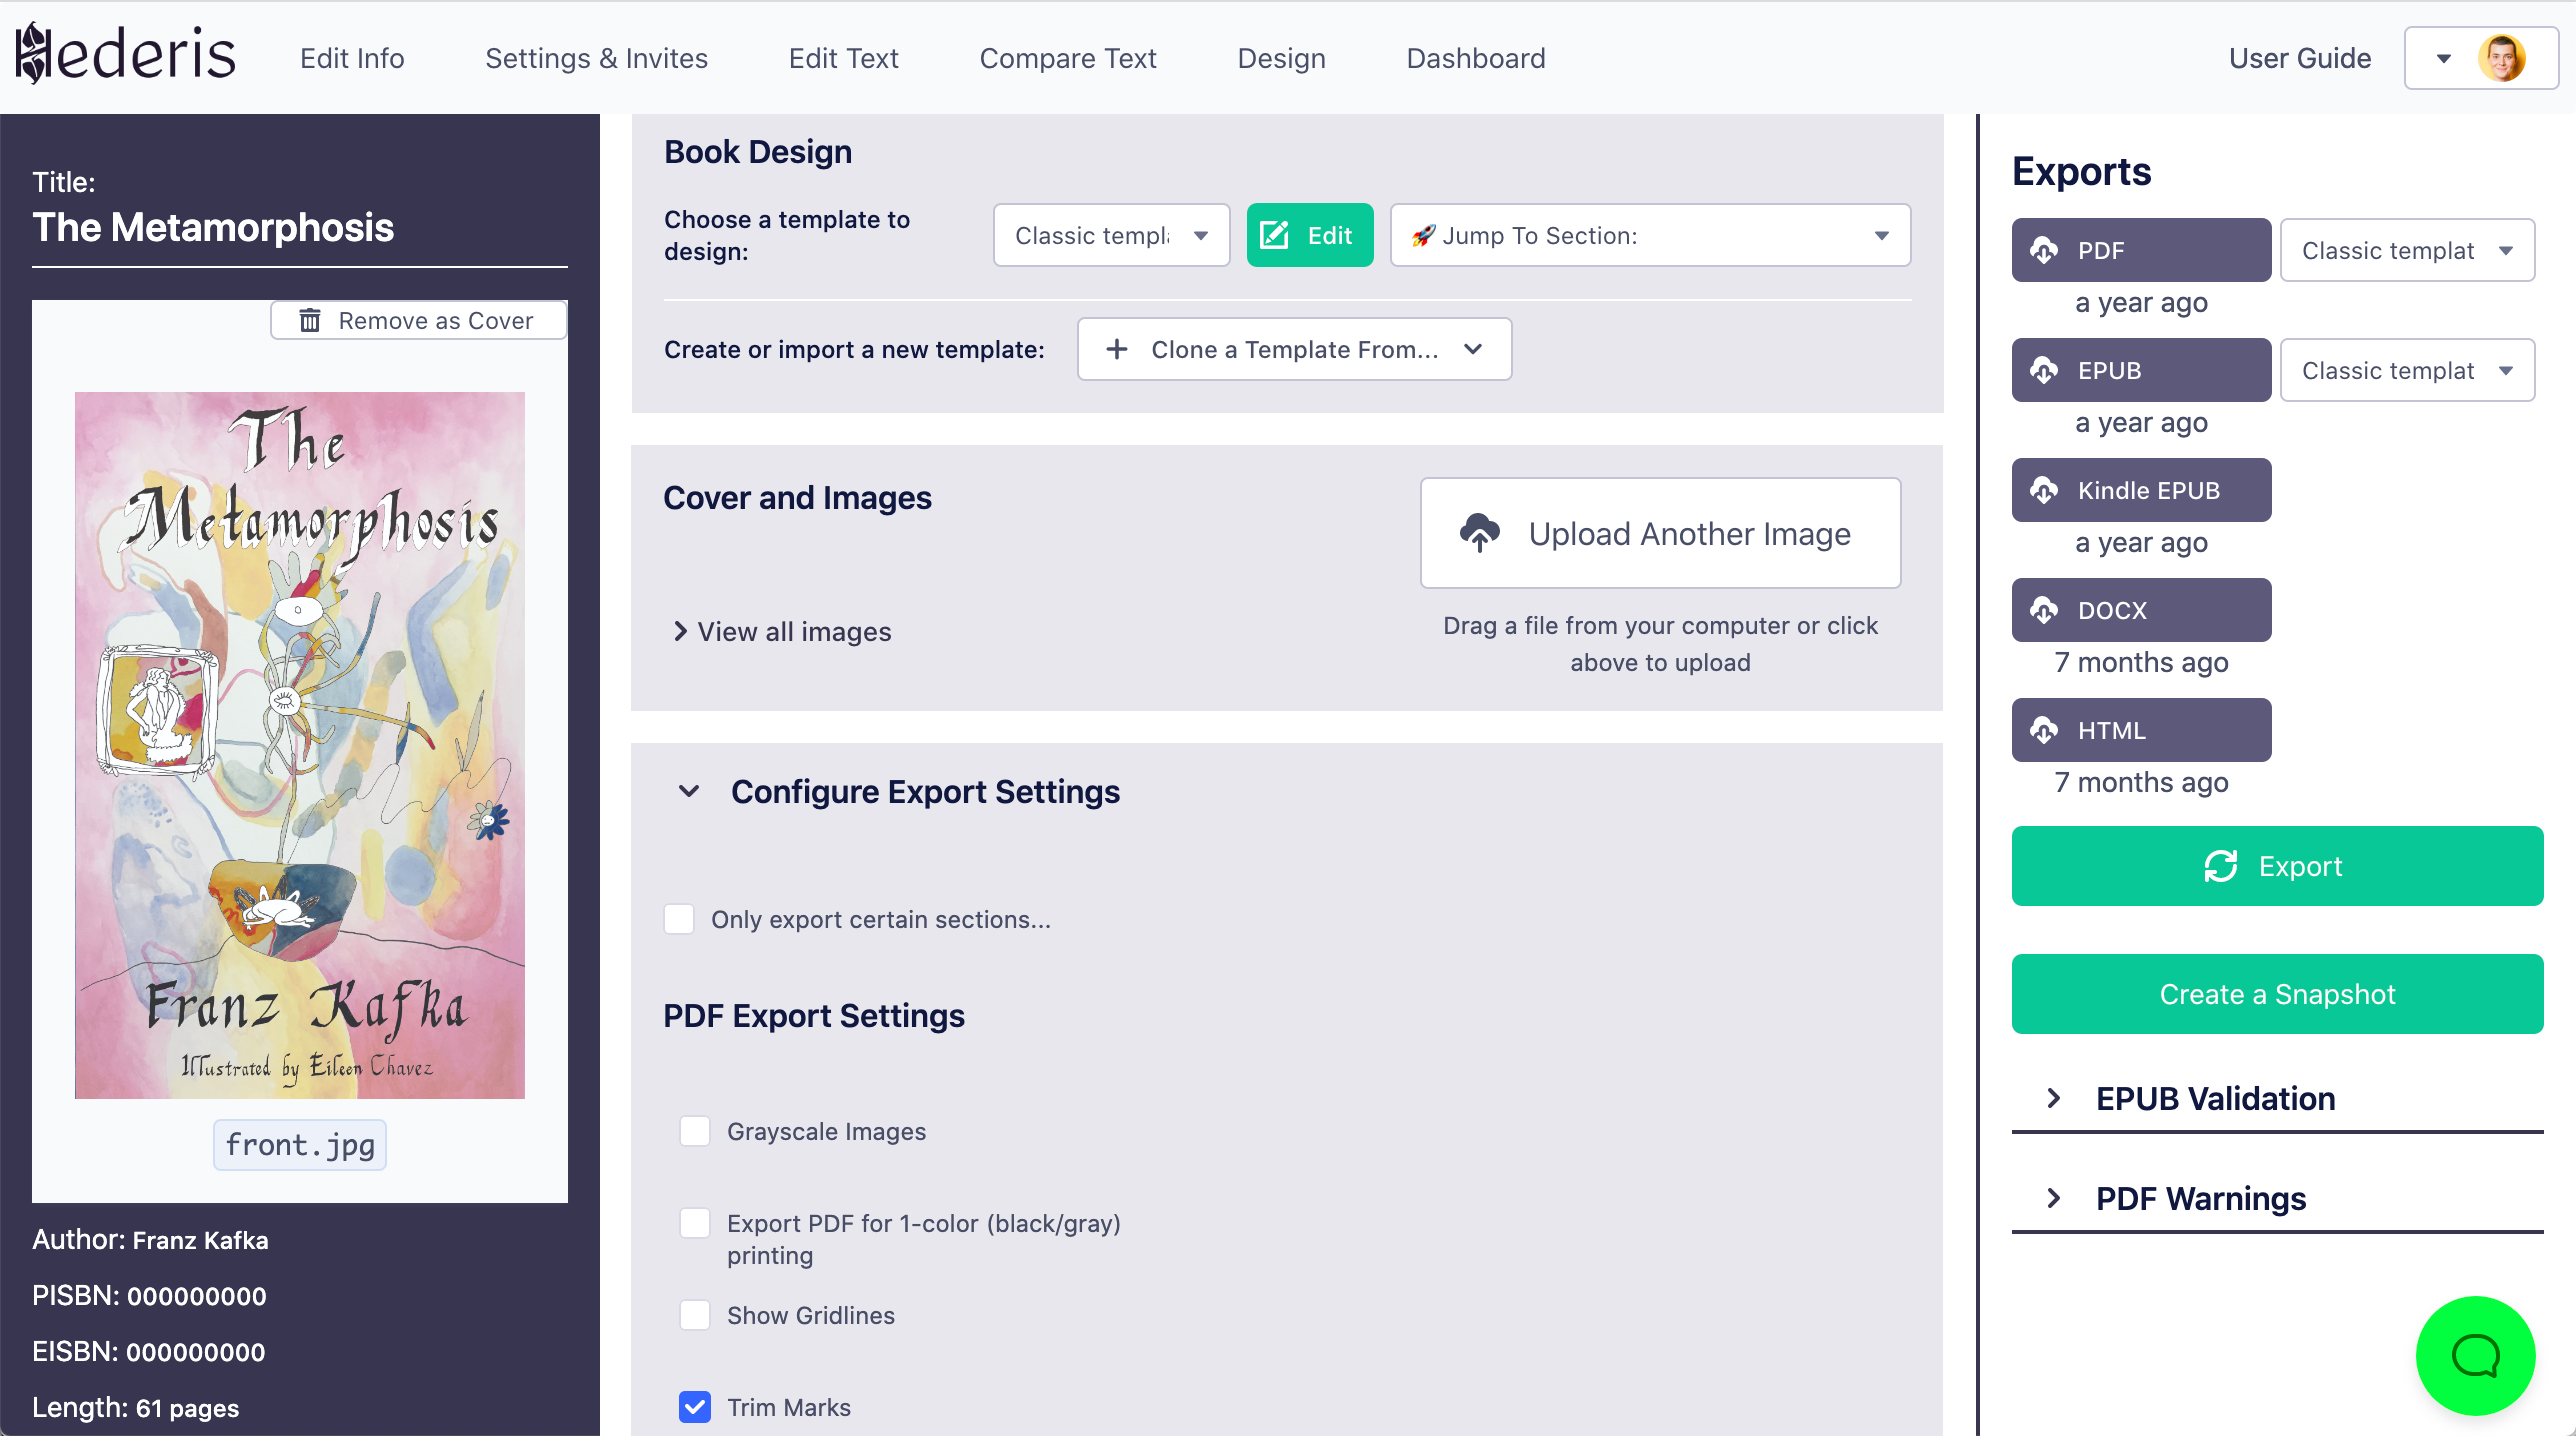 Hederis
Edit Info
Settings & Invites
Edit Text
Compare Text
Design
Dashboard
User Guide
Title:
The Metamorphosis
Remove as Cover
The
Metamorphosis
Franz Kafka
Illustrated by Eileen Chavez
front.jpg
Author: Franz Kafka
PISBN: 000000000
EISBN: 000000000
Length: 61 pages
Book Design
Choose a template to
design:
Classic templa
Edit
🚀 Jump To Section:
Create or import a new template:
Clone a Template From...
Cover and Images
View all images
Upload Another Image
Drag a file from your computer or click
above to upload
Configure Export Settings
Only export certain sections...
PDF Export Settings
Grayscale Images
Export PDF for 1-color (black/gray)
printing
Show Gridlines
Trim Marks
Exports
PDF
Classic templat
a year ago
EPUB
Classic templat
a year ago
Kindle EPUB
a year ago
DOCX
7 months ago
HTML
7 months ago
Export
Create a Snapshot
EPUB Validation
PDF Warnings